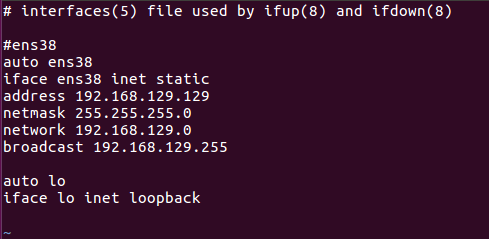 # interfaces(5) file used by ifup(8) and ifdown(8)
#ens38
auto ens38
iface ens38 inet static
address 192.168.129.129
netmask 255.255.255.0
network 192.168.129.0
broadcast 192.168.129.255
auto lo
iface lo inet loopback
~